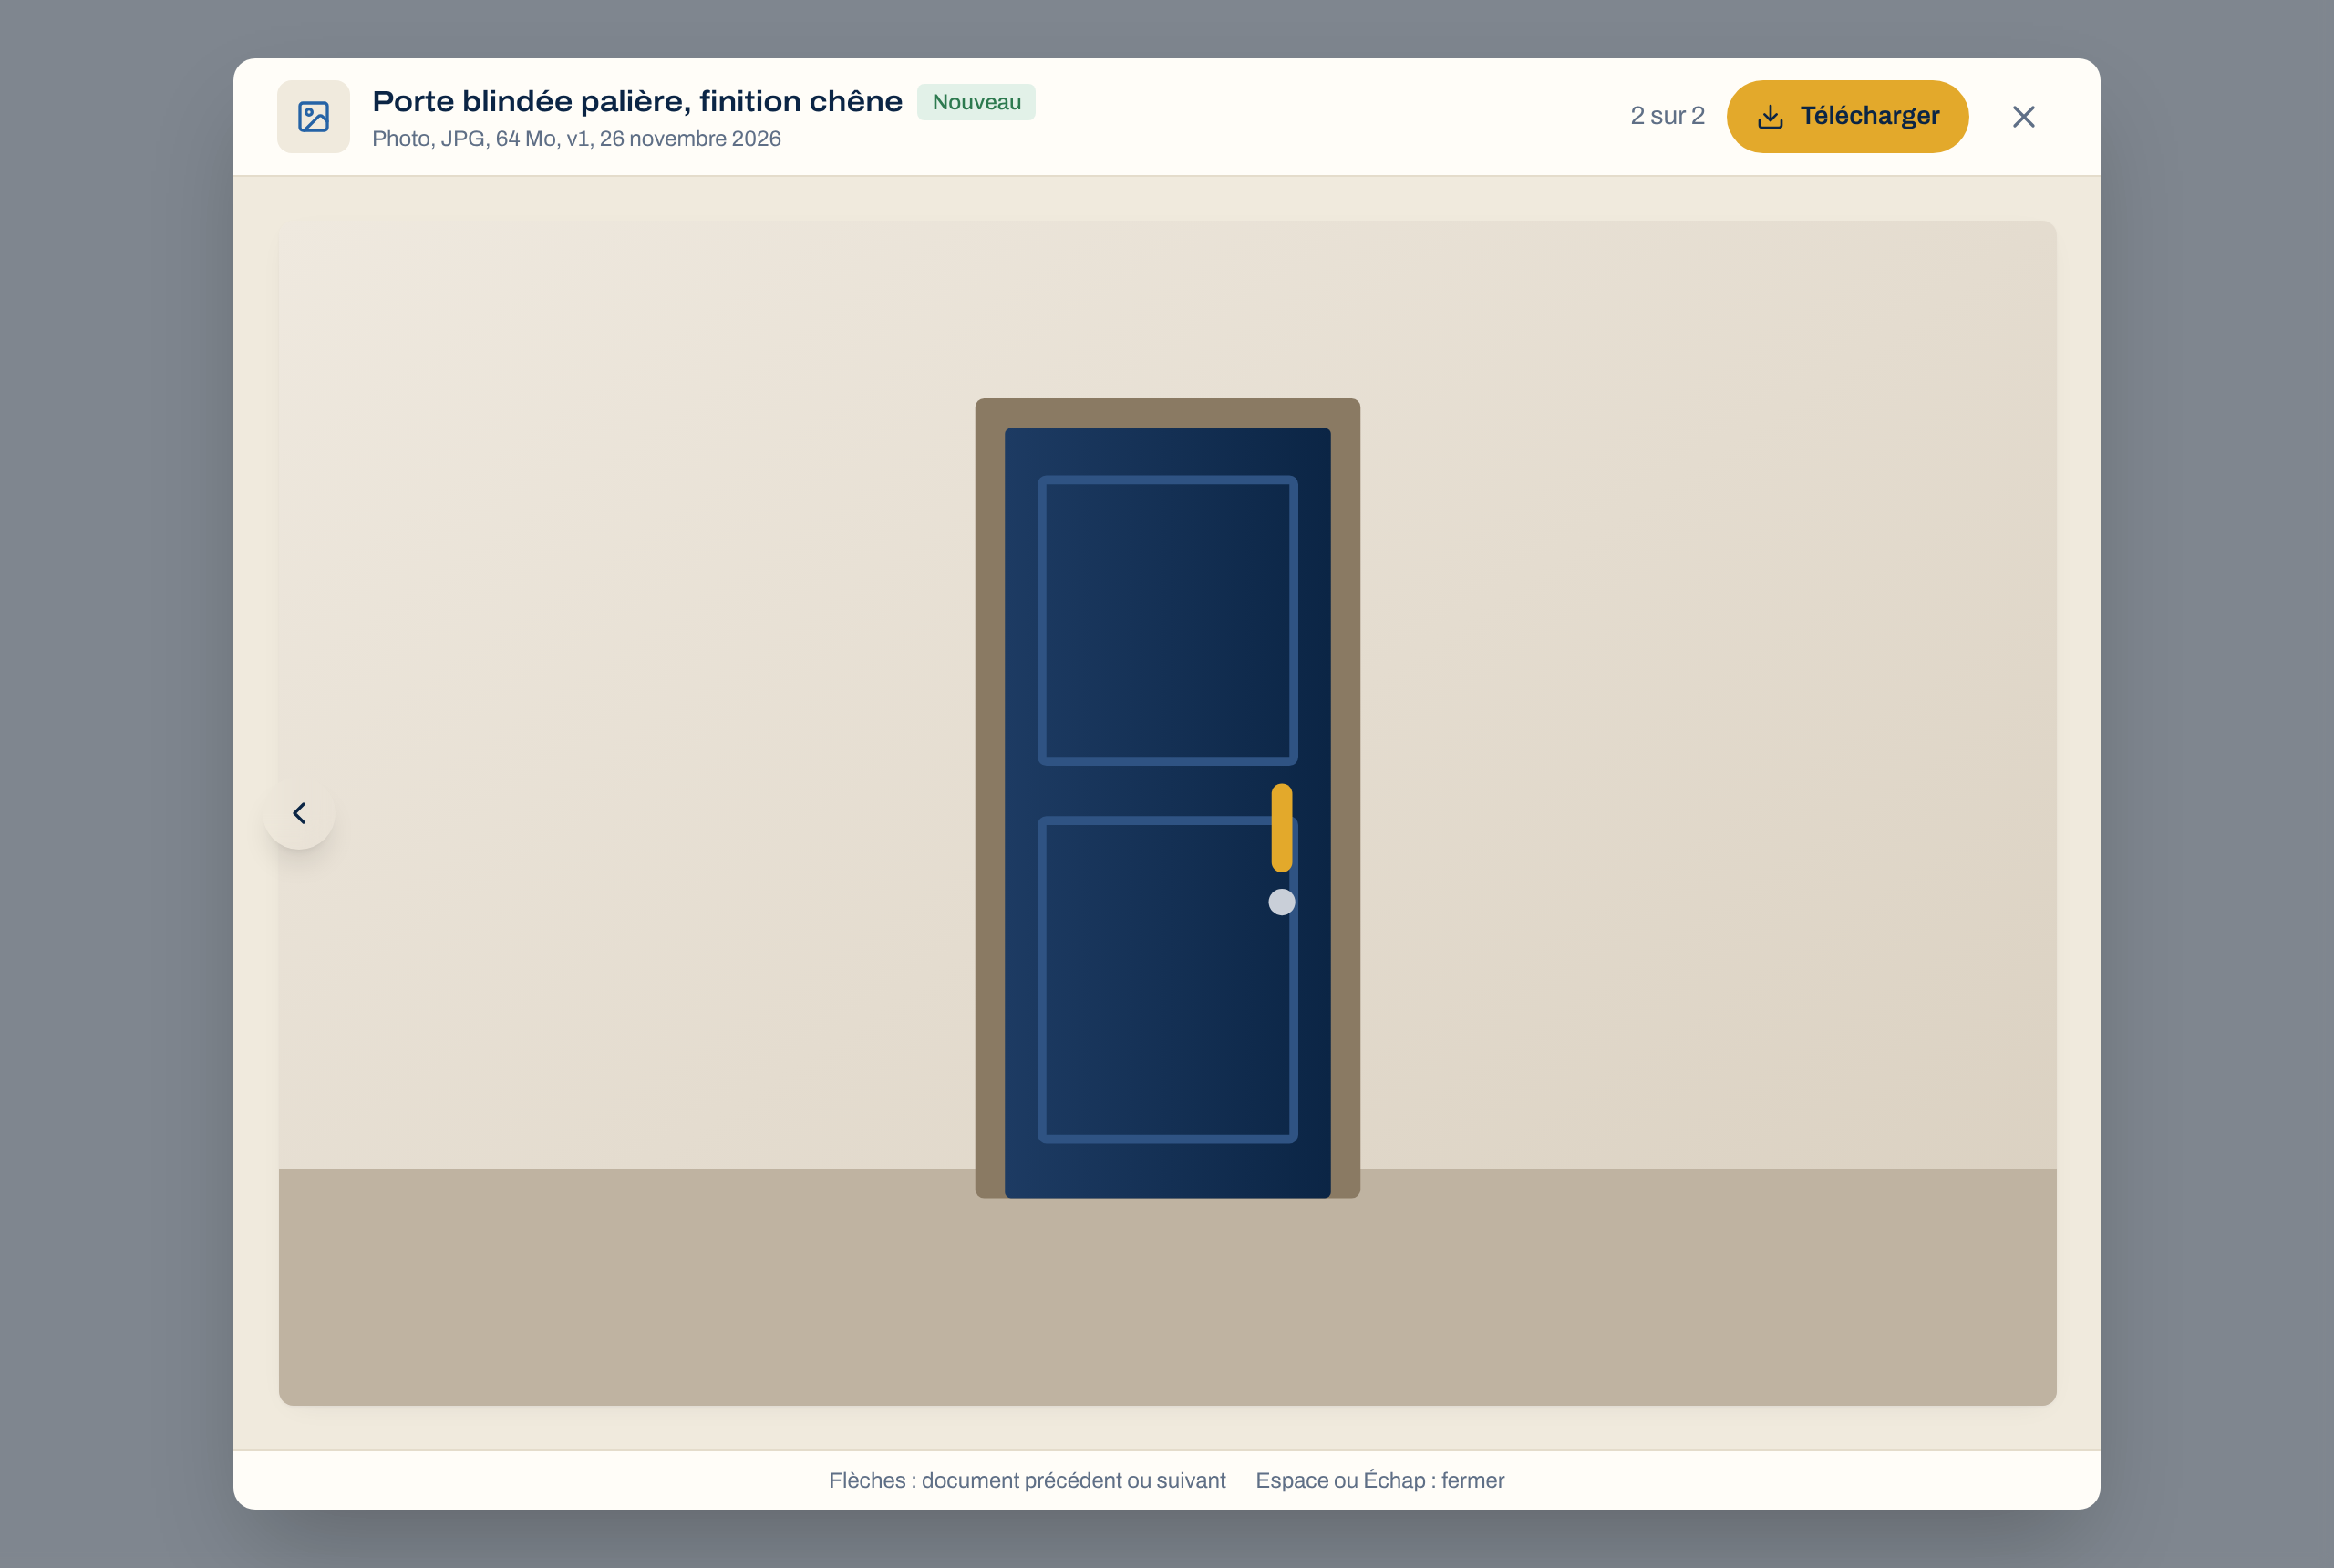 Porte blindée palière, finition chêne
Nouveau
Photo, JPG, 64 Mo, v1, 26 novembre 2026
2 sur 2
Télécharger
Flèches : document précédent ou suivant
Espace ou Échap : fermer